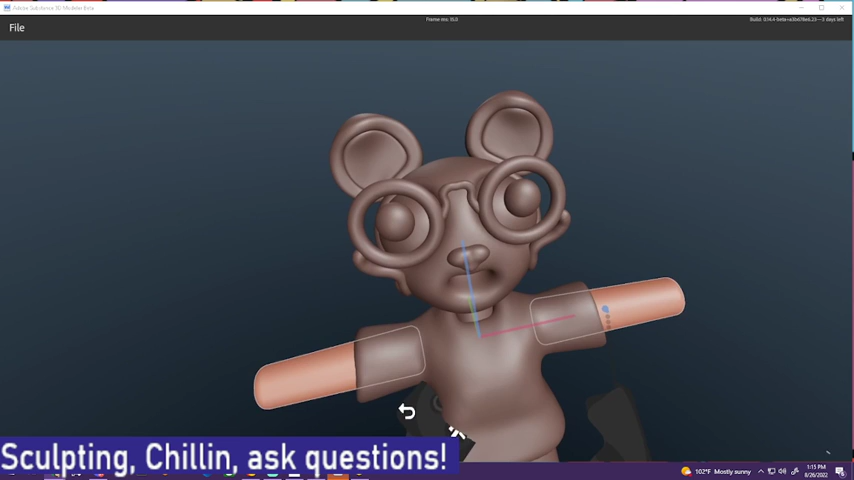 Adobe Substance 3D Modeler Beta
File
Frame ms: 15.0
Sculpting, Chillin, ask questions!
102°F Mostly sunny
1:15 PM
6/26/2022